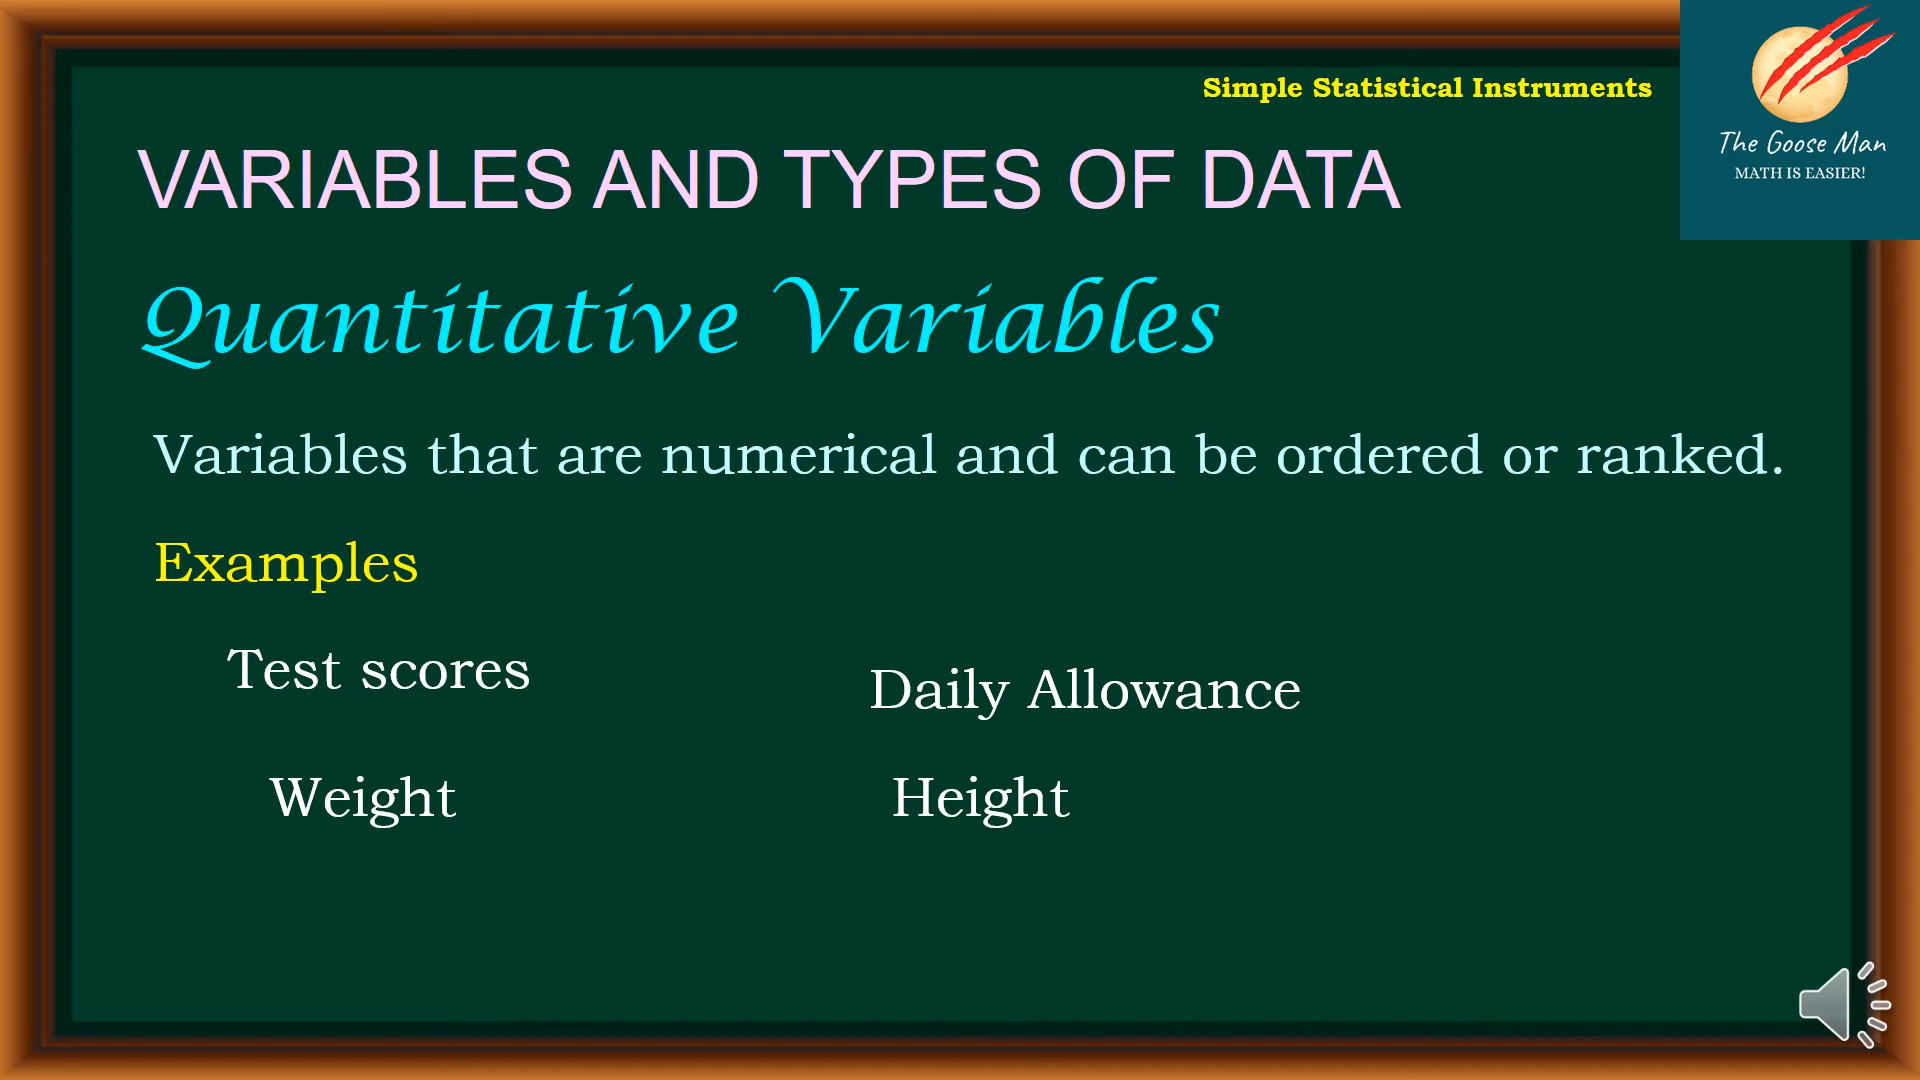 Simple Statistical Instruments
The Goose Man
MATH IS EASIER!
VARIABLES AND TYPES OF DATA
Quantitative Variables
Variables that are numerical and can be ordered or ranked.
Examples
Test scores
Daily Allowance
Weight
Height